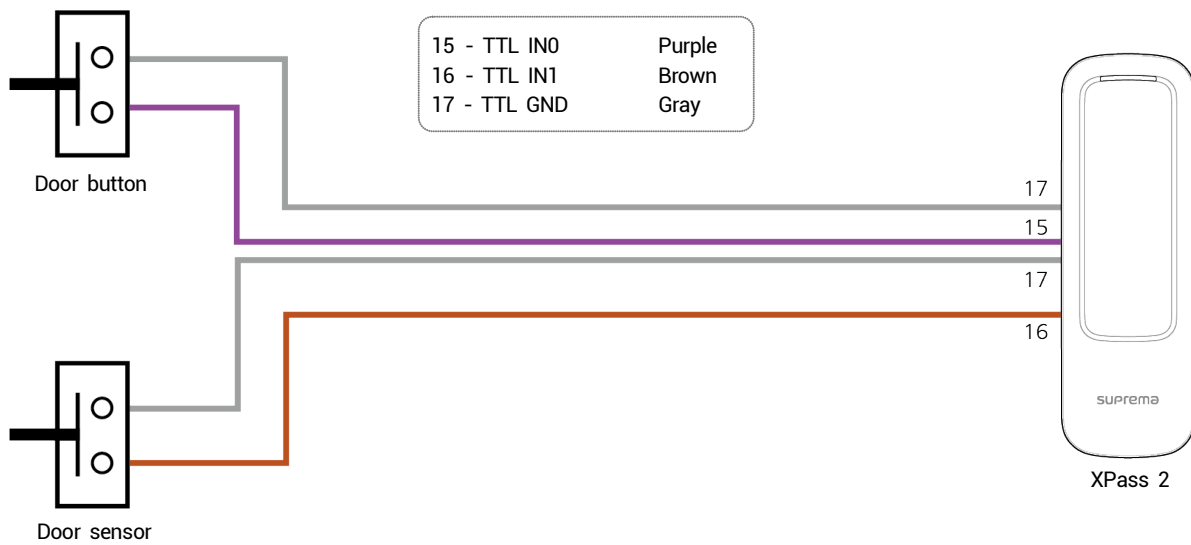 15 - TTL IN0 Purple
16 - TTL IN1 Brown
17 - TTL GND Gray
Door button
17
15
17
16
suprema
XPass 2
Door sensor